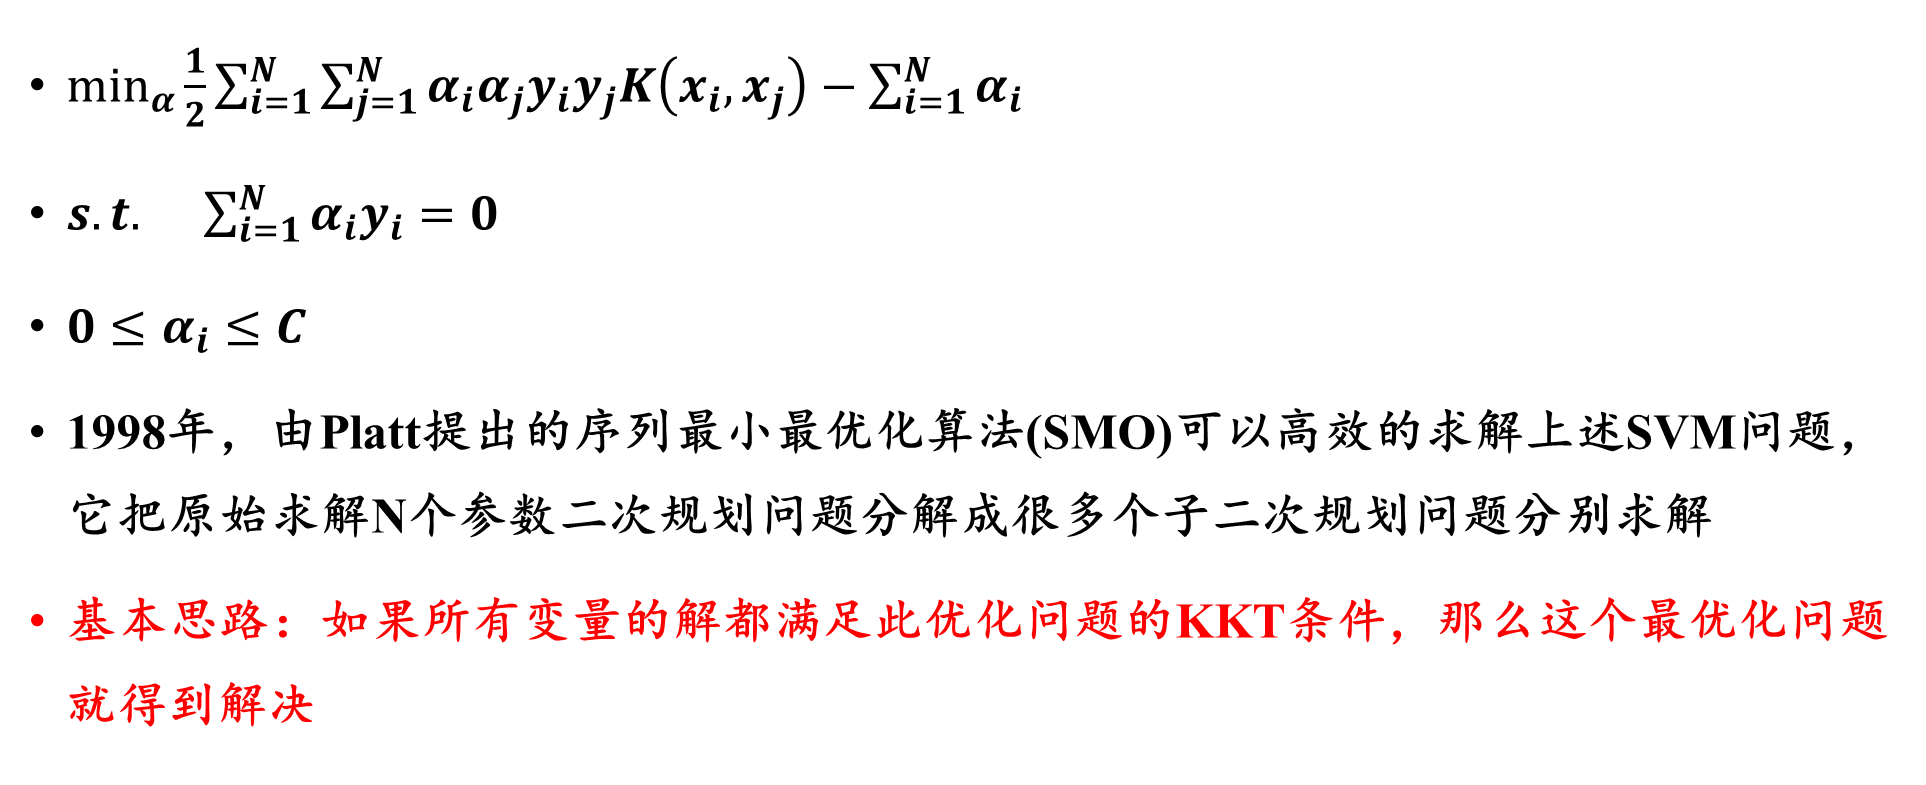 • min_α 1/2 ∑_{i=1}^N ∑_{j=1}^N α_i α_j y_i y_j K(x_i, x_j) − ∑_{i=1}^N α_i
• s.t. ∑_{i=1}^N α_i y_i = 0
• 0 ≤ α_i ≤ C
• 1998年，由Platt提出的序列最小最优化算法(SMO)可以高效的求解上述SVM问题，
它把原始求解N个参数二次规划问题分解成很多个子二次规划问题分别求解
• 基本思路：如果所有变量的解都满足此优化问题的KKT条件，那么这个最优化问题
就得到解决